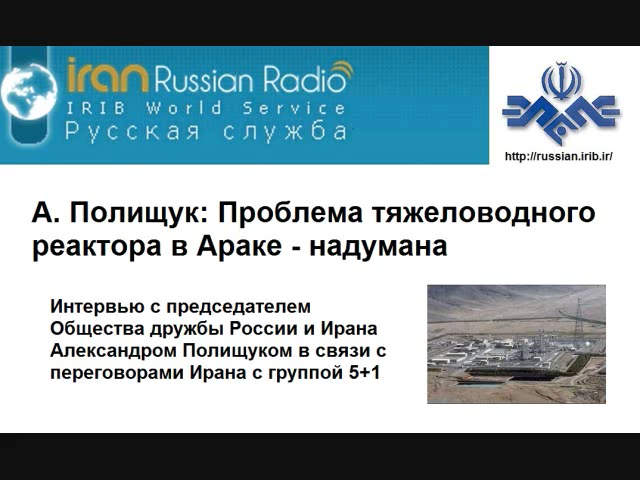 iran Russian Radio
IRIB World Service
Русская служба
http://russian.irib.ir/
А. Полищук: Проблема тяжеловодного
реактора в Араке - надумана
Интервью с председателем
Общества дружбы России и Ирана
Александром Полищуком в связи с
переговорами Ирана с группой 5+1